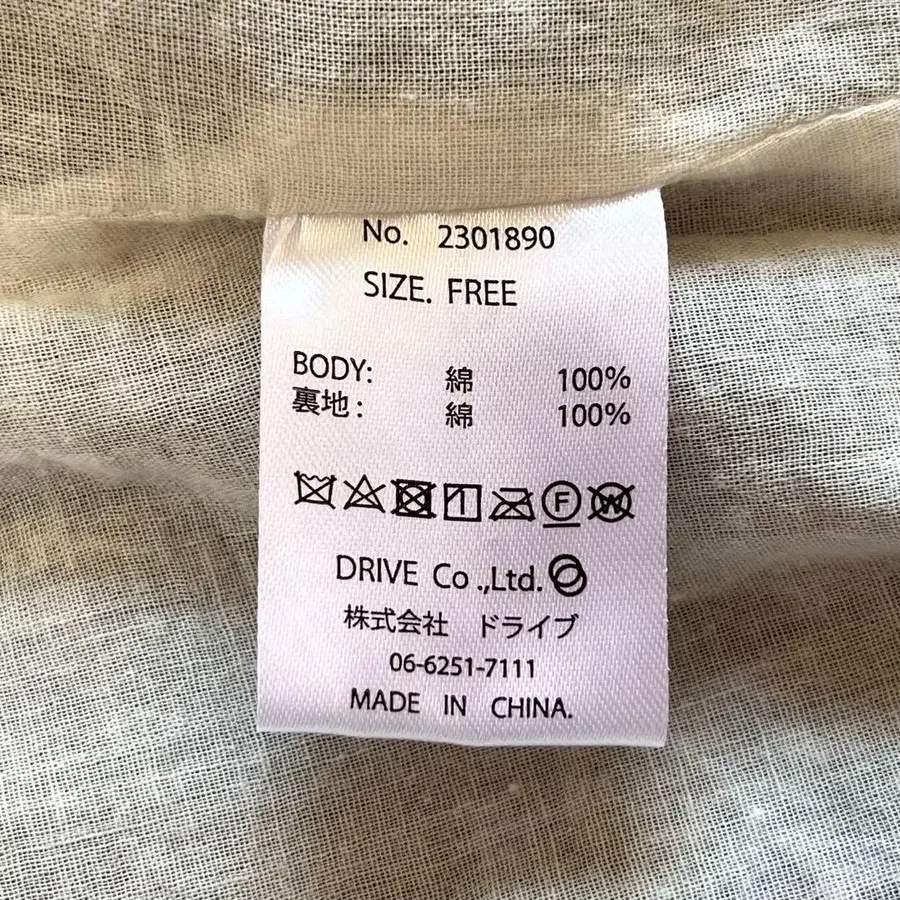 No. 2301890
SIZE. FREE
BODY: 綿 100%
裏地: 綿 100%
1 F W
DRIVE Co.,Ltd.
株式会社 ドライブ
06-6251-7111
MADE IN CHINA.